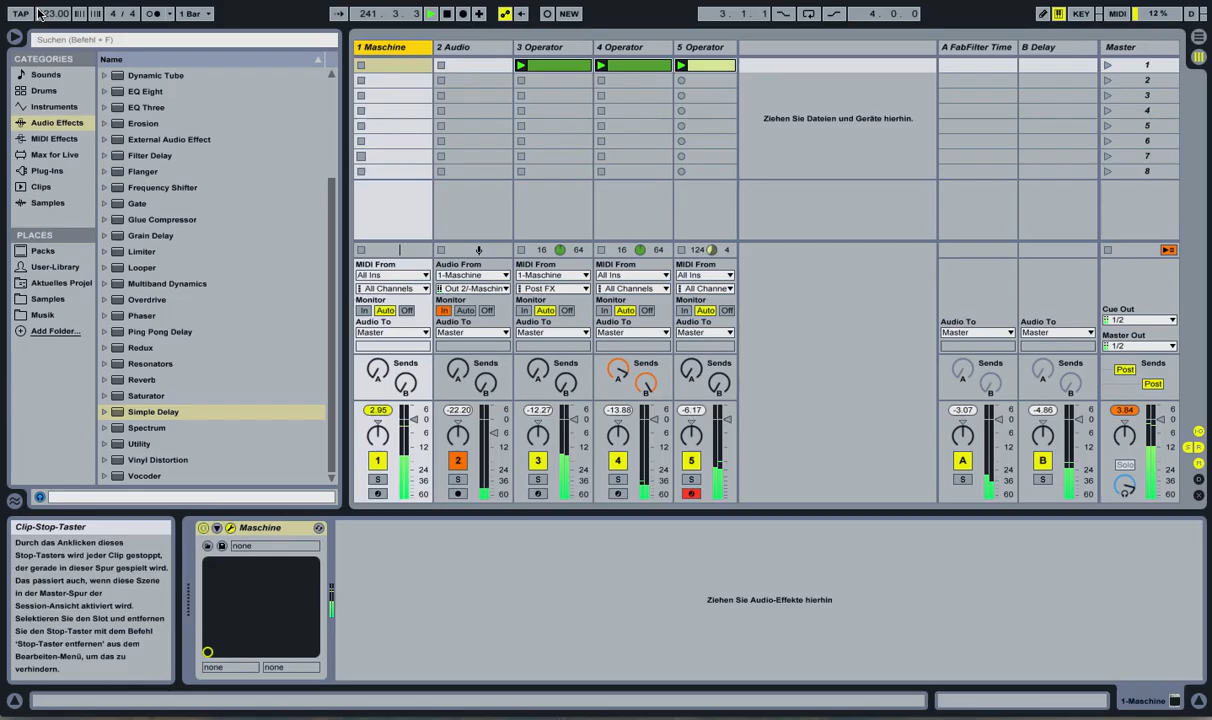 TAP 4 / 4 1 Bar 241 . 3 . 3 NEW 3 . 1 . 1 4 . 0 . 0 KEY MIDI 12 % D
Suchen (Befehl + F)
CATEGORIES
Sounds
Drums
Instruments
Audio Effects
MIDI Effects
Max for Live
Plug-Ins
Clips
Samples
PLACES
Packs
User-Library
Aktuelles Projel
Samples
Musik
Add Folder...
Name
Dynamic Tube
EQ Eight
EQ Three
Erosion
External Audio Effect
Filter Delay
Flanger
Frequency Shifter
Gate
Glue Compressor
Grain Delay
Limiter
Looper
Multiband Dynamics
Overdrive
Phaser
Ping Pong Delay
Redux
Resonators
Reverb
Saturator
Simple Delay
Spectrum
Utility
Vinyl Distortion
Vocoder
1 Maschine 2 Audio 3 Operator 4 Operator 5 Operator A FabFilter Time B Delay Master
1
2
3
4
5
6
7
8
Ziehen Sie Dateien und Geräte hierhin.
16 64 16 64 124 4
MIDI From Audio From MIDI From MIDI From MIDI From
All Ins 1-Maschine 1-Maschine All Ins All Ins
All Channels Out 2/-Maschin Post FX All Channels All Channe
Monitor Monitor Monitor Monitor Monitor
In Auto Off In Auto Off In Auto Off In Auto Off In Auto Off
Audio To Audio To Audio To Audio To Audio To Audio To Audio To
Master Master Master Master Master Master Master
Cue Out
1/2
Master Out
1/2
Sends Sends Sends Sends Sends Sends
A B A B A B A B A B A B A B Post Post
2.95 -22.20 -12.27 -13.88 -6.17 -3.07 -4.86 3.84
6 0 6 12 24 36 60
1 2 3 4 5 A B Solo
S S S S S S S
Clip-Stop-Taster
Durch das Anklicken dieses
Stop-Tasters wird jeder Clip gestoppt,
der gerade in dieser Spur gespielt wird.
Das passiert auch, wenn diese Szene
in der Master-Spur der
Session-Ansicht aktiviert wird.
Selektieren Sie den Slot und entfernen
Sie den Stop-Taster mit dem Befehl
'Stop-Taster entfernen' aus dem
Bearbeiten-Menü, um das zu
verhindern.
Maschine
none
none none
Ziehen Sie Audio-Effekte hierhin
1-Maschine